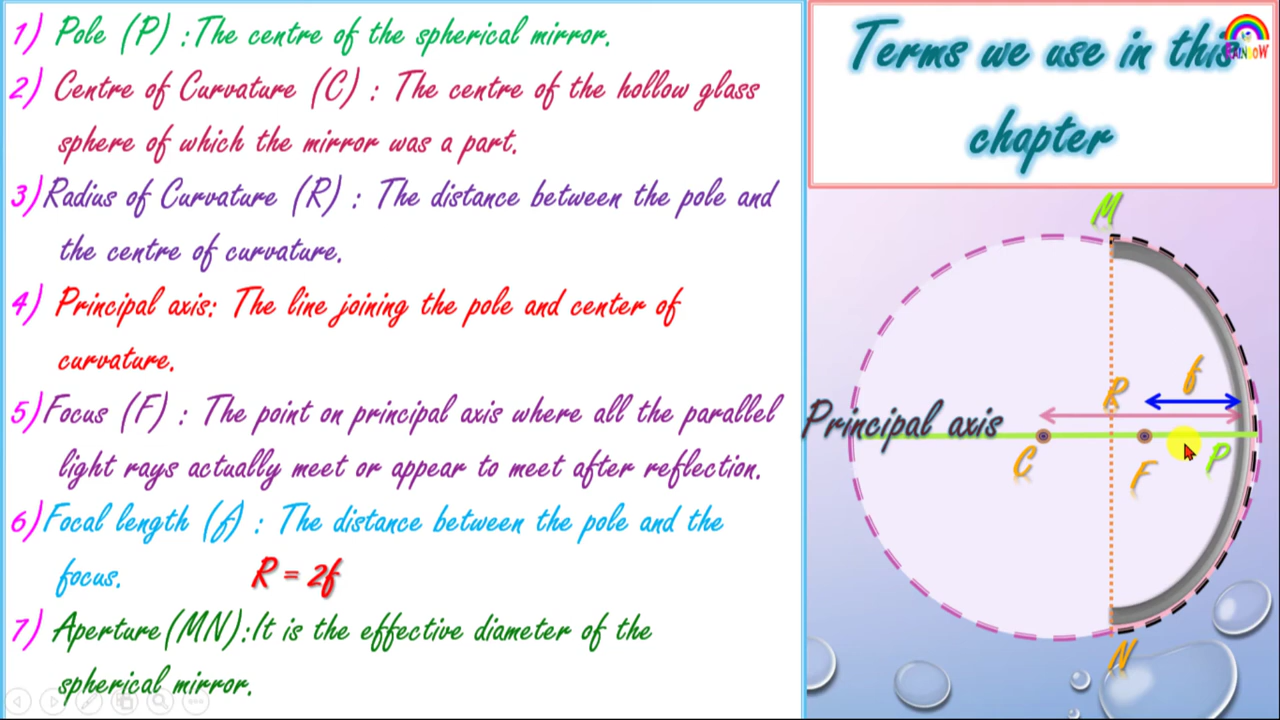 1) Pole (P) :The centre of the spherical mirror.
2) Centre of Curvature (C) : The centre of the hollow glass
sphere of which the mirror was a part.
3)Radius of Curvature (R) : The distance between the pole and
the centre of curvature.
4) Principal axis: The line joining the pole and center of
curvature.
5)Focus (F) : The point on principal axis where all the parallel
light rays actually meet or appear to meet after reflection.
6)Focal length (f) : The distance between the pole and the
focus. R = 2f
7) Aperture(MN):It is the effective diameter of the
spherical mirror.
Terms we use in this
chapter
RAINBOW
M
f
R
Principal axis
C
F
P
N